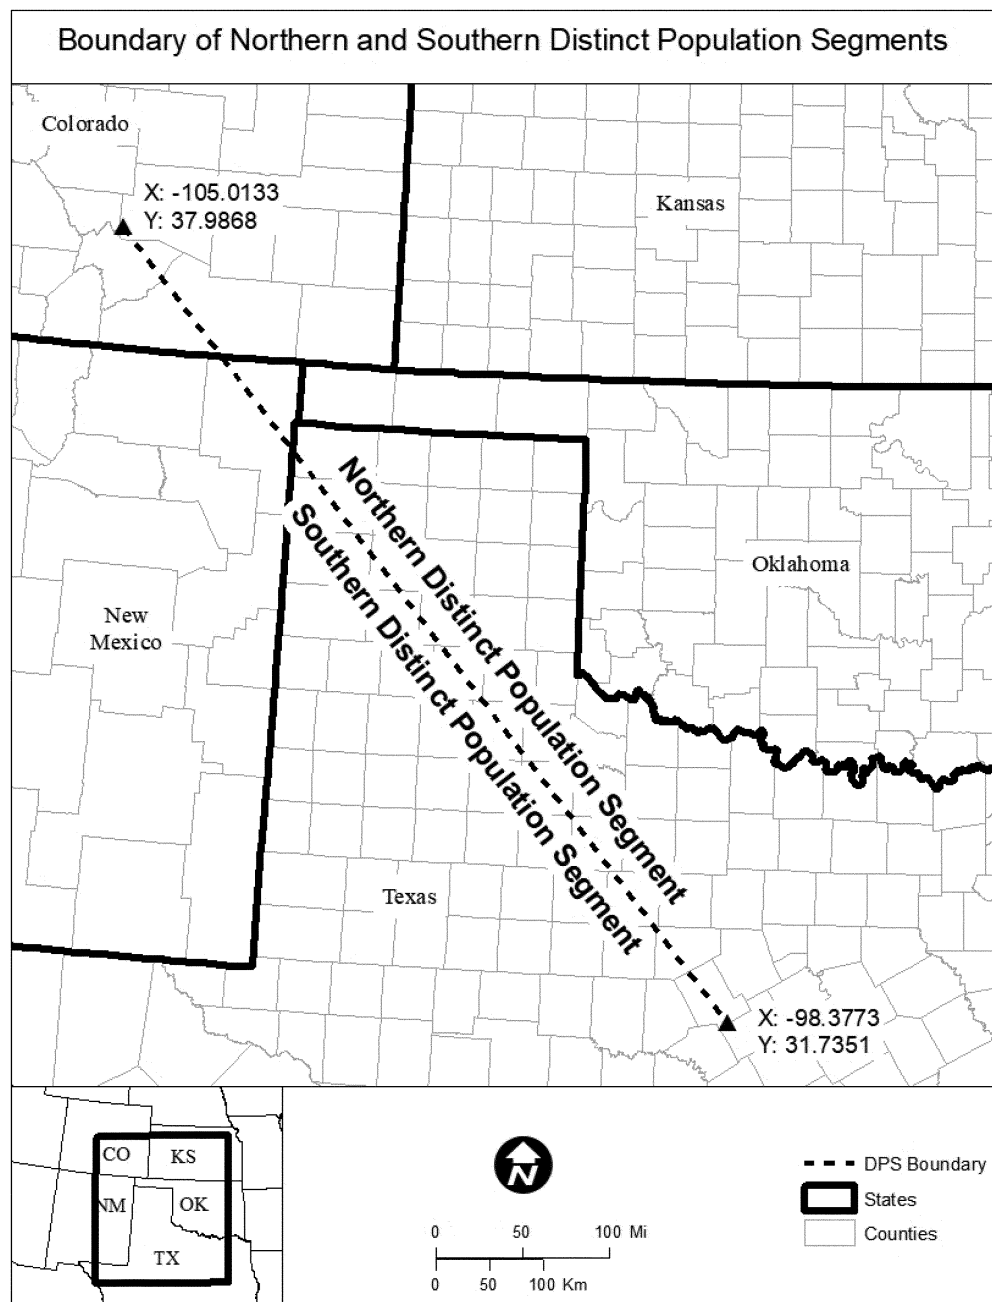 Boundary of Northern and Southern Distinct Population Segments
Colorado
X: -105.0133
Y: 37.9868
Kansas
Northern Distinct Population Segment
Southern Distinct Population Segment
Oklahoma
New
Mexico
Texas
X: -98.3773
Y: 31.7351
CO
KS
NM
OK
TX
N
0 50 100 Mi
0 50 100 Km
DPS Boundary
States
Counties